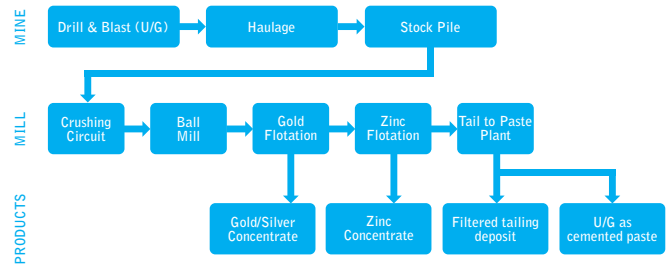 MINE
Drill & Blast (U/G)
Haulage
Stock Pile
MILL
Crushing
Circuit
Ball
Mill
Gold
Flotation
Zinc
Flotation
Tail to Paste
Plant
PRODUCTS
Gold/Silver
Concentrate
Zinc
Concentrate
Filtered tailing
deposit
U/G as
cemented paste